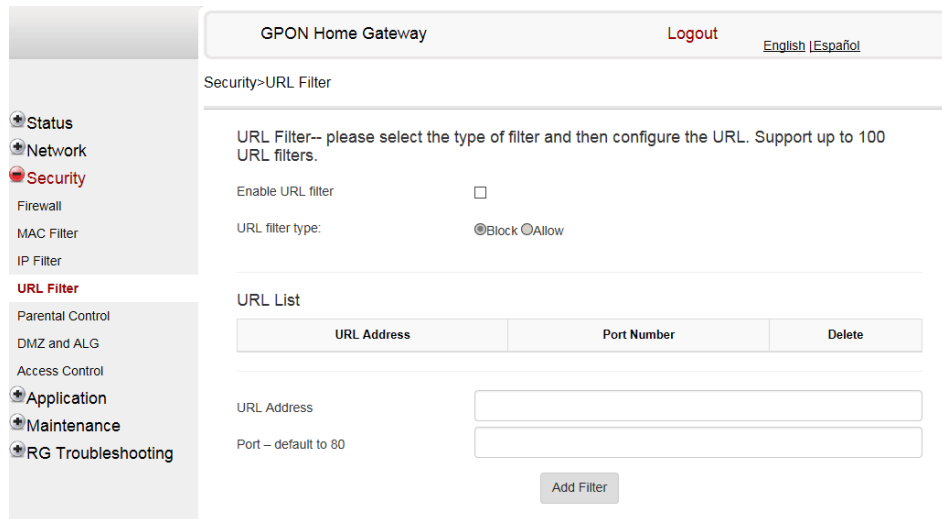 GPON Home Gateway
Logout
English |Español
Security>URL Filter
Status
Network
Security
Firewall
MAC Filter
IP Filter
URL Filter
Parental Control
DMZ and ALG
Access Control
Application
Maintenance
RG Troubleshooting
URL Filter-- please select the type of filter and then configure the URL. Support up to 100
URL filters.
Enable URL filter
URL filter type:
Block Allow
URL List
URL Address Port Number Delete
URL Address
Port – default to 80
Add Filter